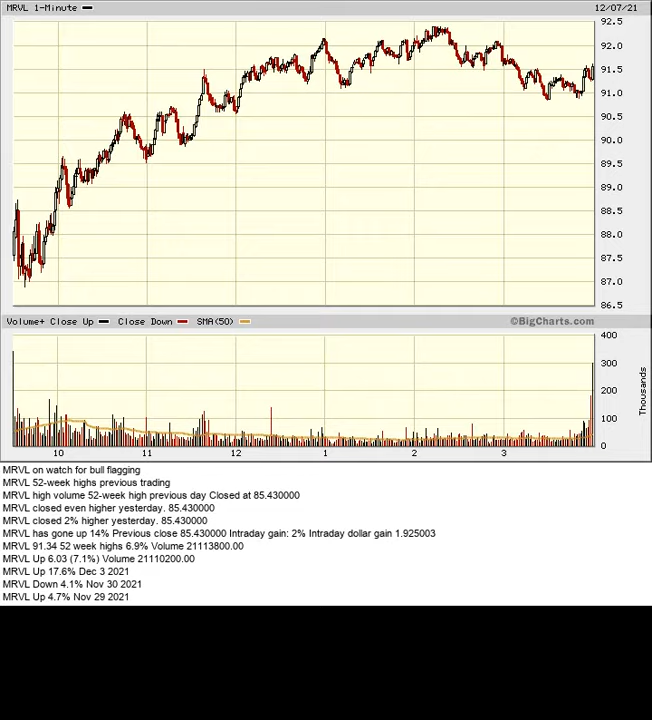 MRVL 1-Minute 12/07/21
92.5
92.0
91.5
91.0
90.5
90.0
89.5
89.0
88.5
88.0
87.5
87.0
86.5
Volume+ Close Up Close Down SMA(50) ©BigCharts.com
400
300
200
100
0
Thousands
10 11 12 1 2 3
MRVL on watch for bull flagging
MRVL 52-week highs previous trading
MRVL high volume 52-week high previous day Closed at 85.430000
MRVL closed even higher yesterday. 85.430000
MRVL closed 2% higher yesterday. 85.430000
MRVL has gone up 14% Previous close 85.430000 Intraday gain: 2% Intraday dollar gain 1.925003
MRVL 91.34 52 week highs 6.9% Volume 21113800.00
MRVL Up 6.03 (7.1%) Volume 21110200.00
MRVL Up 17.6% Dec 3 2021
MRVL Down 4.1% Nov 30 2021
MRVL Up 4.7% Nov 29 2021